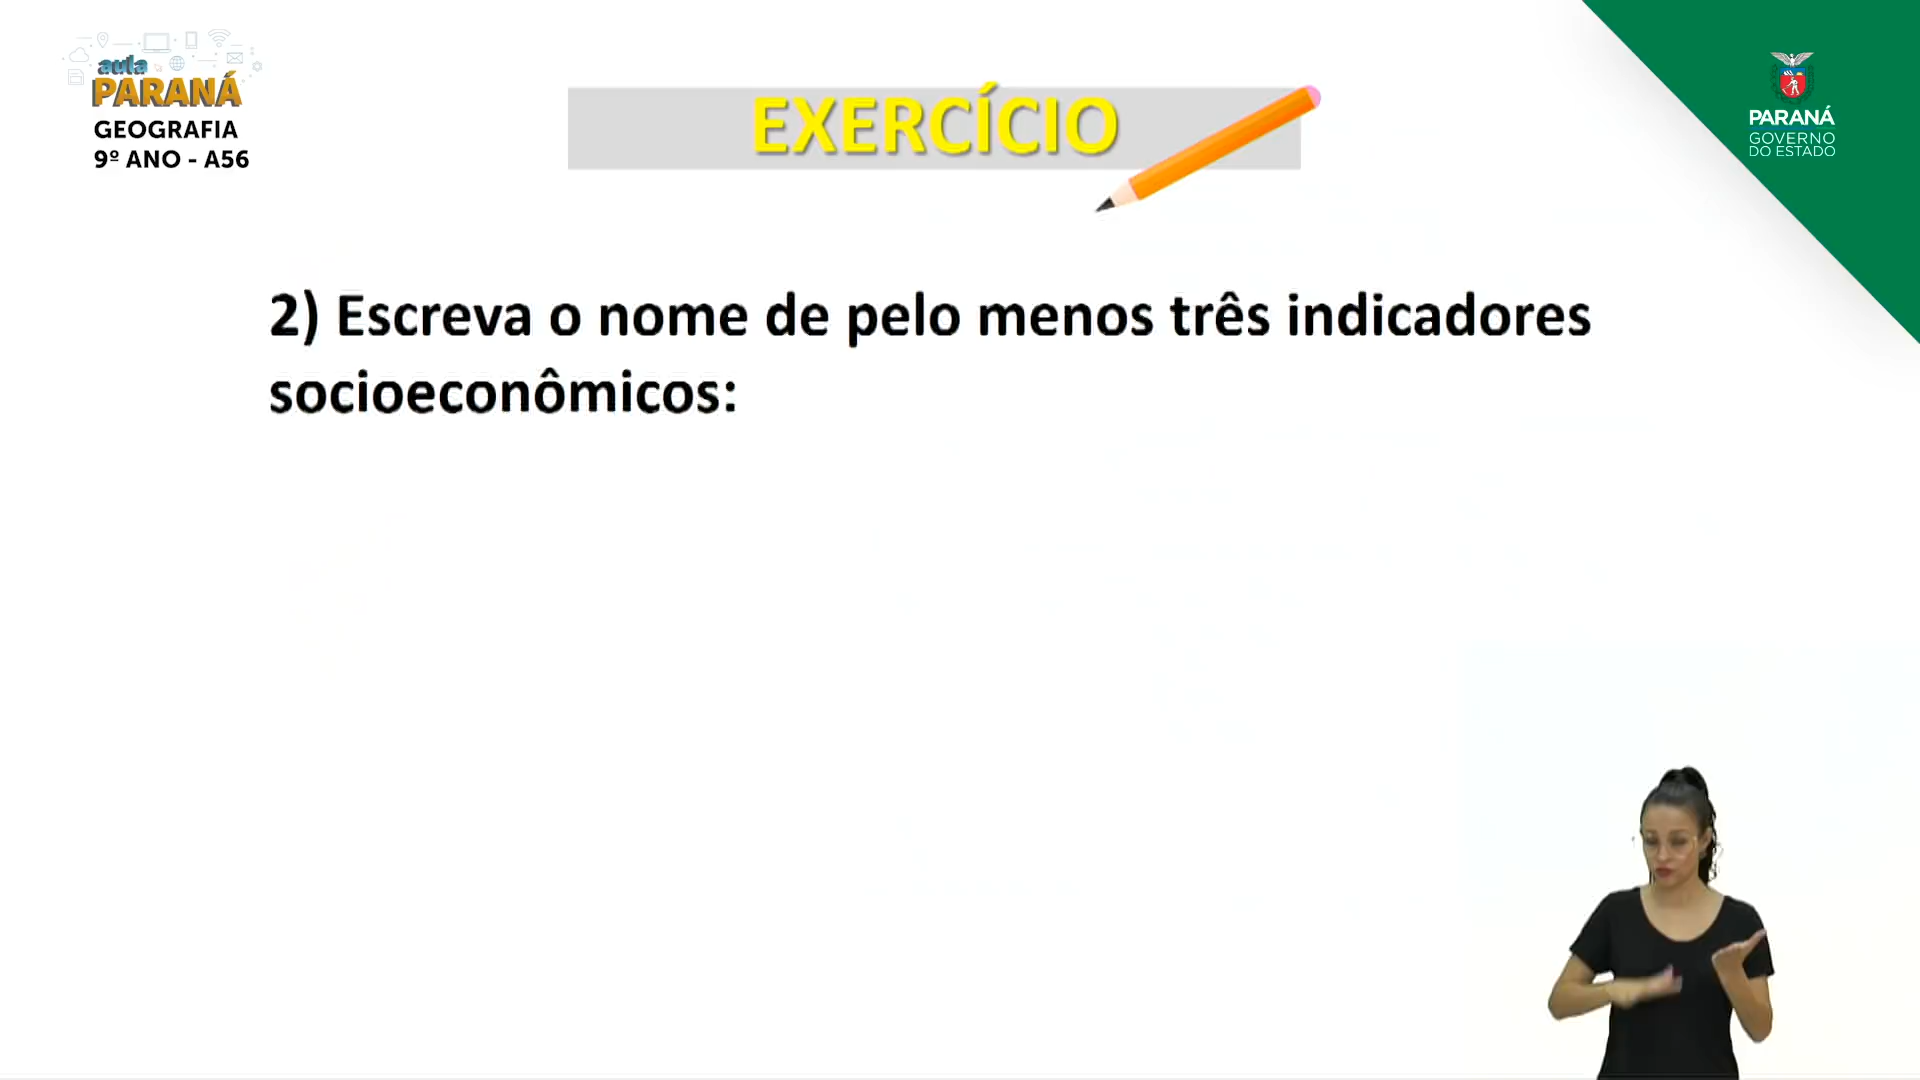 aula
PARANÁ
GEOGRAFIA
9º ANO - A56
EXERCÍCIO
PARANÁ
GOVERNO
DO ESTADO
2) Escreva o nome de pelo menos três indicadores
socioeconômicos: